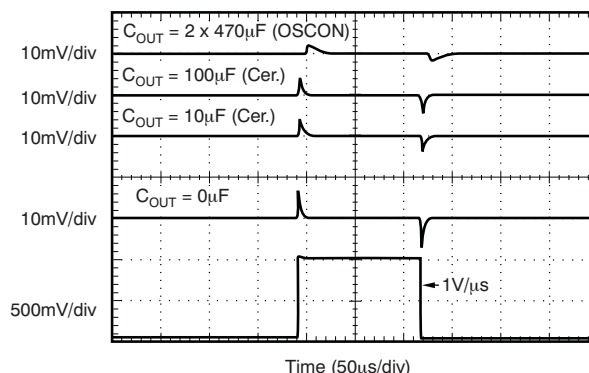 C_OUT = 2 x 470µF (OSCON)
10mV/div
C_OUT = 100µF (Cer.)
10mV/div
C_OUT = 10µF (Cer.)
10mV/div
C_OUT = 0µF
10mV/div
1V/µs
500mV/div
Time (50µs/div)